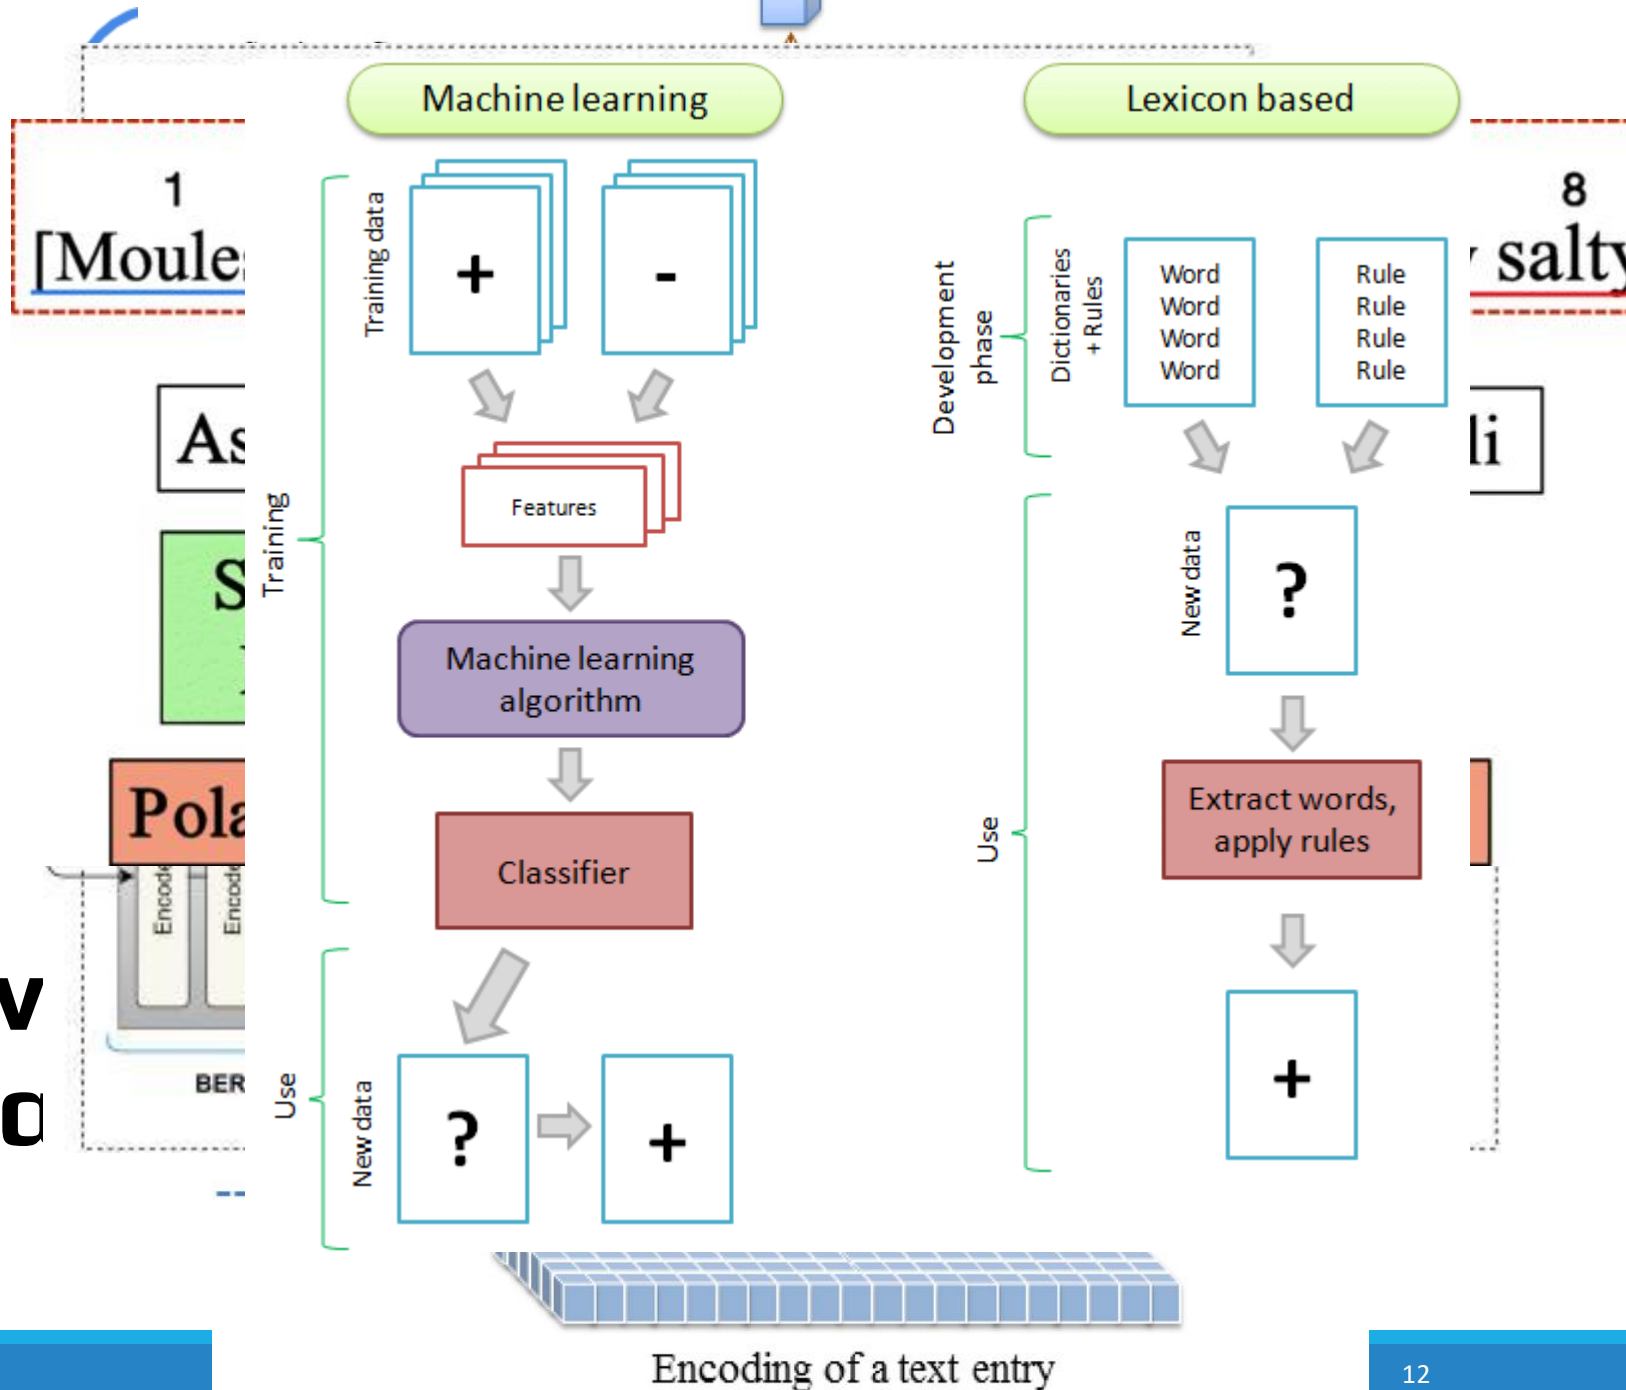 Machine learning
Lexicon based
1
8
[Moules
salty
Training data
+
-
Development
phase
Dictionaries
+ Rules
Word
Word
Word
Word
Rule
Rule
Rule
Rule
As
li
Features
Training
S
New data
?
Machine learning
algorithm
Pola
Extract words,
apply rules
Use
Classifier
Encode
Encode
v
BER
+
Use
New data
?
+
Encoding of a text entry
12